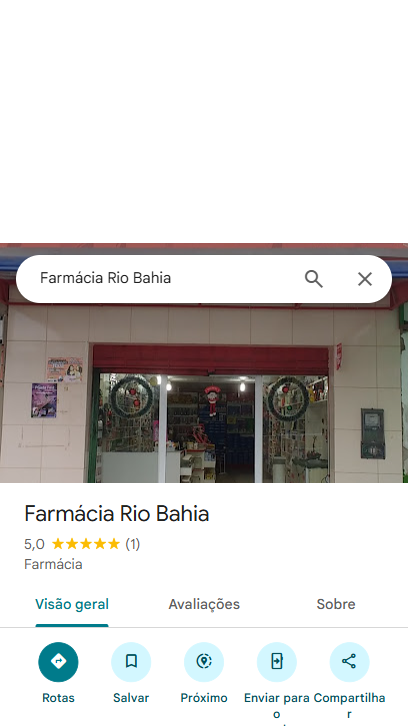 Farmácia Rio Bahia
Farmácia Rio Bahia
5,0 (1)
Farmácia
Visão geral
Avaliações
Sobre
Rotas
Salvar
Próximo
Enviar para
o
Compartilha
r